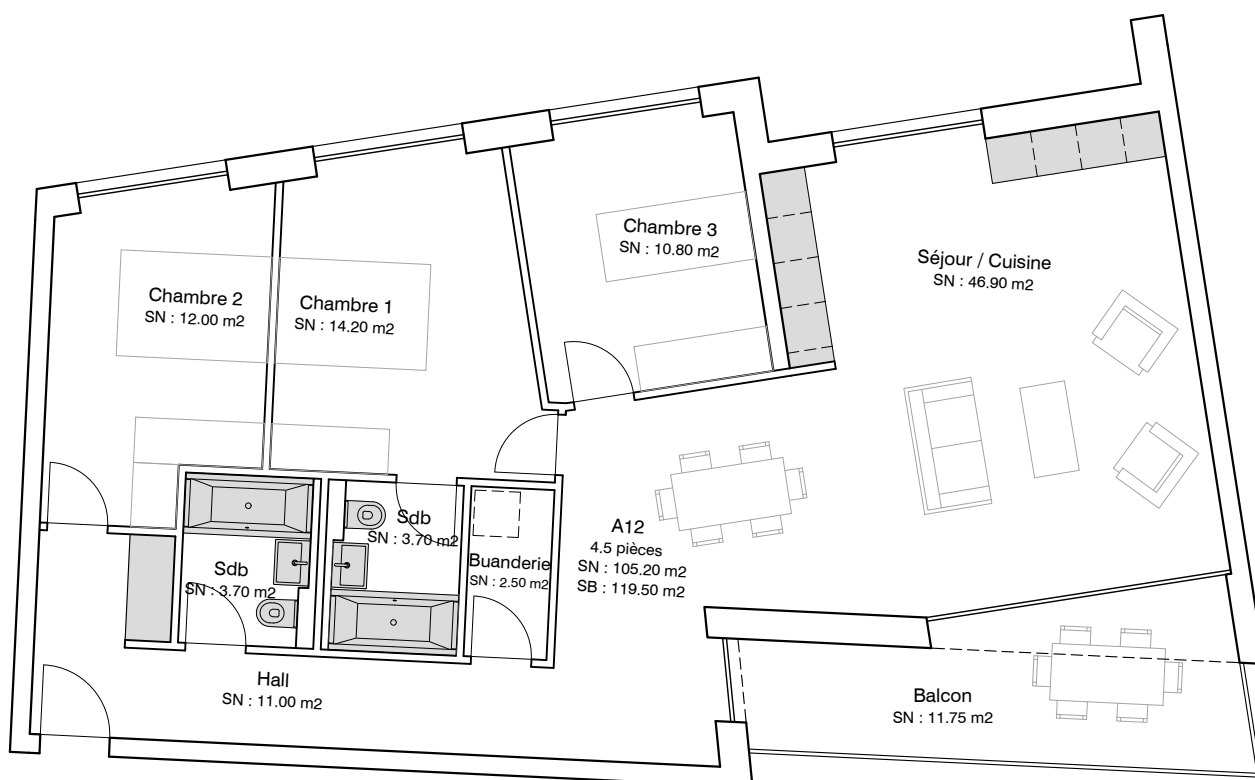 Chambre 3
SN : 10.80 m2
Séjour / Cuisine
SN : 46.90 m2
Chambre 2
SN : 12.00 m2
Chambre 1
SN : 14.20 m2
Sdb
SN : 3.70 m2
A12
4.5 pièces
SN : 105.20 m2
SB : 119.50 m2
Buanderie
SN : 2.50 m2
Sdb
SN : 3.70 m2
Hall
SN : 11.00 m2
Balcon
SN : 11.75 m2